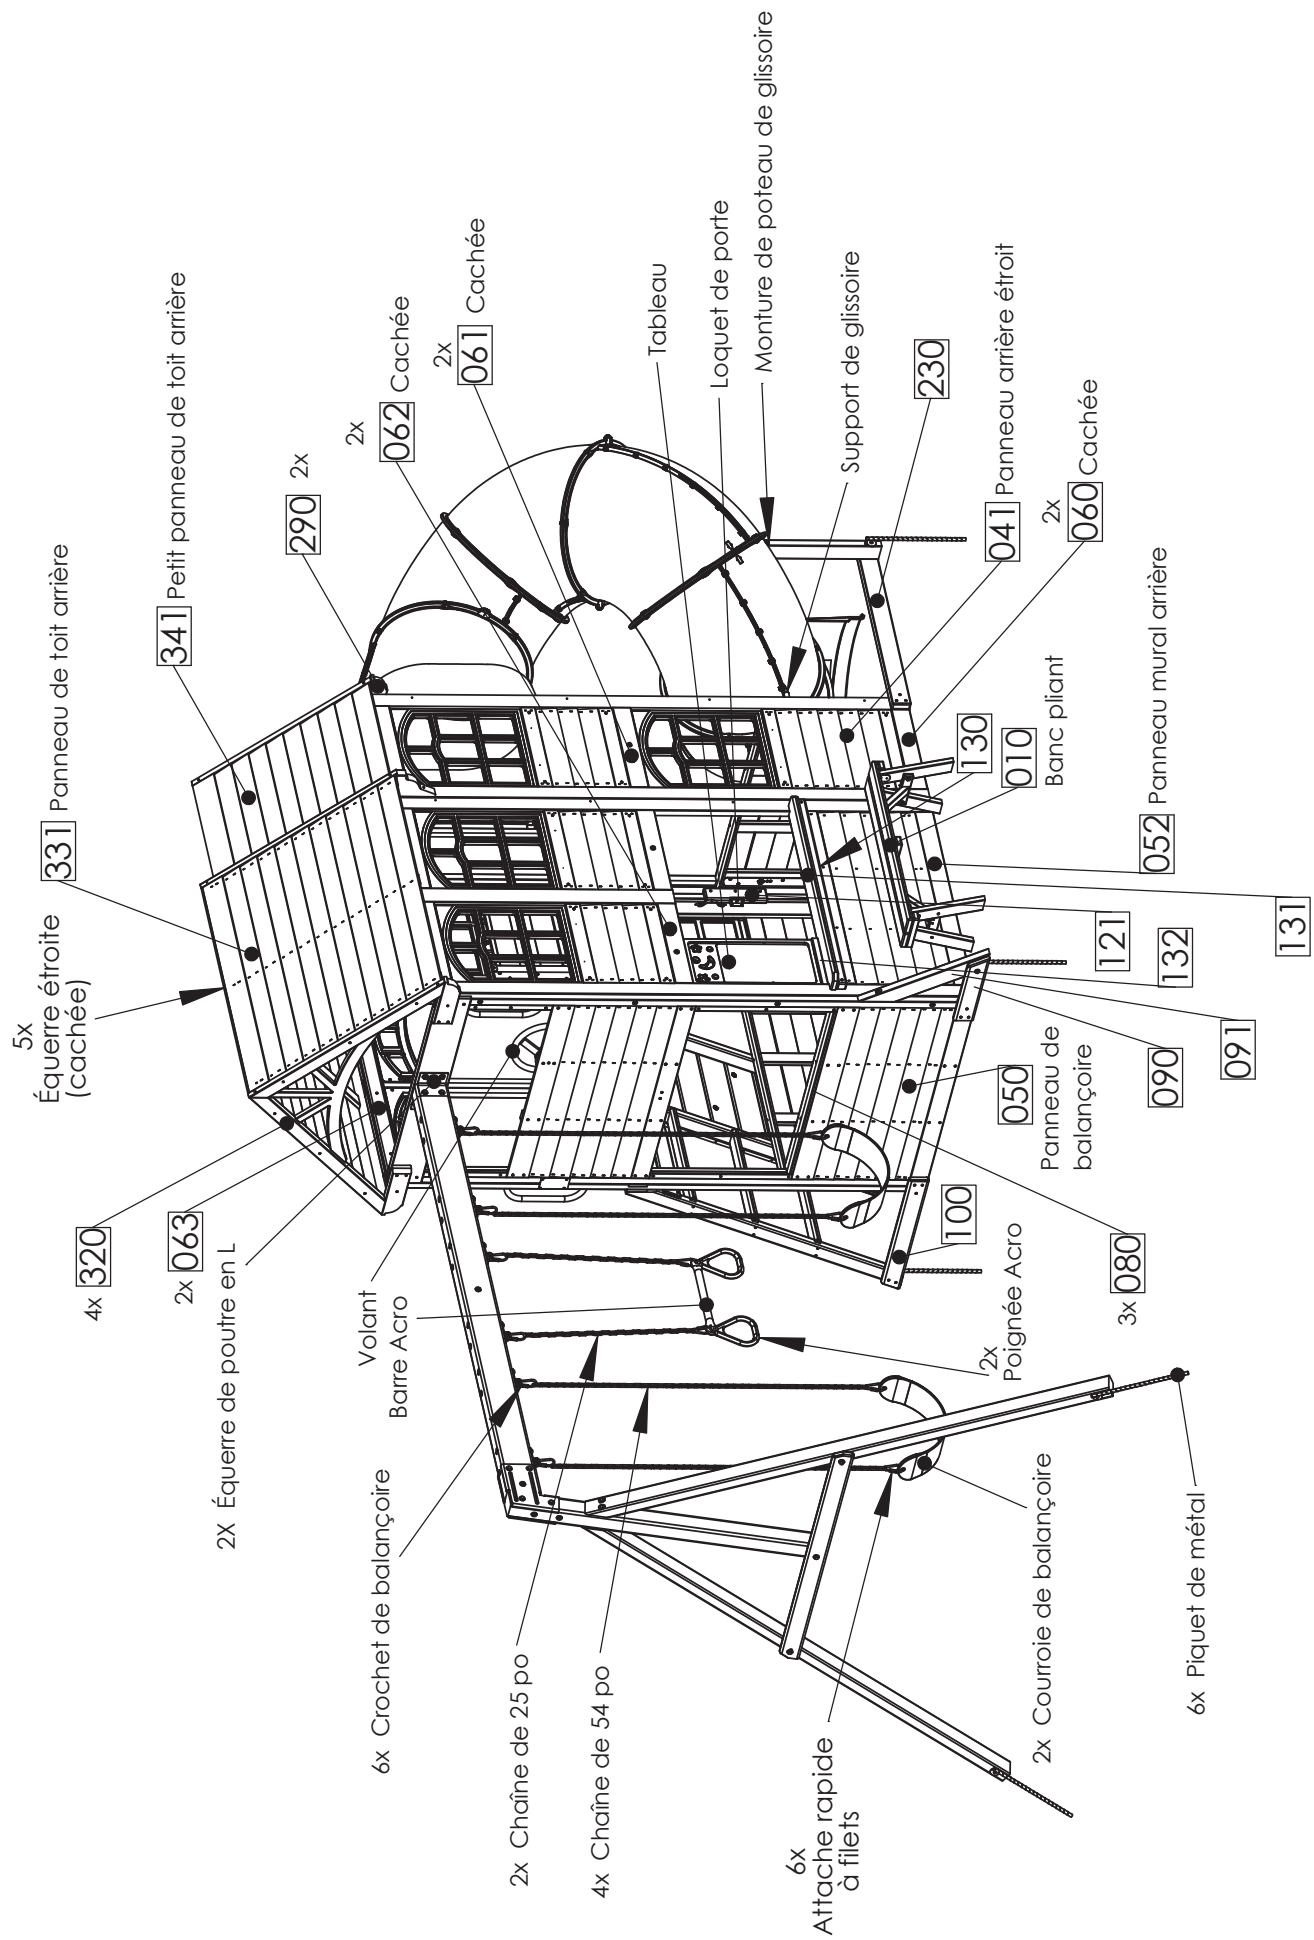 5x
Équerre étroite
(cachée)
331 Panneau de toit arrière
341 Petit panneau de toit arrière
290 2x
2x
062 Cachée
2x
061 Cachée
Tableau
Loquet de porte
Monture de poteau de glissoire
Support de glissoire
230
041 Panneau arrière étroit
2x
060 Cachée
130
010
Banc pliant
052 Panneau mural arrière
131
121
132
091
090
050
Panneau de
balançoire
100
3x 080
4x 320
2x 063
2X Équerre de poutre en L
Volant
Barre Acro
2x
Poignée Acro
6x Crochet de balançoire
2x Chaîne de 25 po
4x Chaîne de 54 po
6x
Attache rapide
à filets
2x Courroie de balançoire
6x Piquet de métal